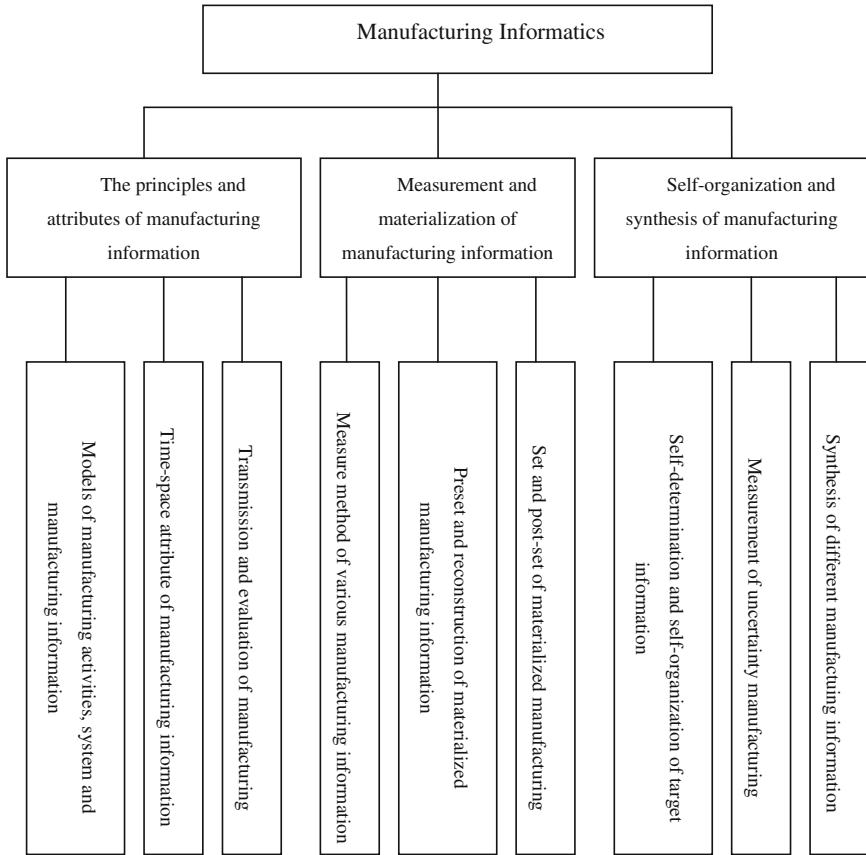 Manufacturing Informatics
The principles and
attributes of manufacturing
information
Measurement and
materialization of
manufacturing information
Self-organization and
synthesis of manufacturing
information
Models of manufacturing activities, system and
manufacturing information
Time-space attribute of manufacturing information
Transmission and evaluation of manufacturing
Measure method of various manufacturing information
Preset and reconstruction of materialized
manufacturing information
Set and post-set of materialized manufacturing
Self-determination and self-organization of target
information
Measurement of uncertainty manufacturing
Synthesis of different manufactuing information